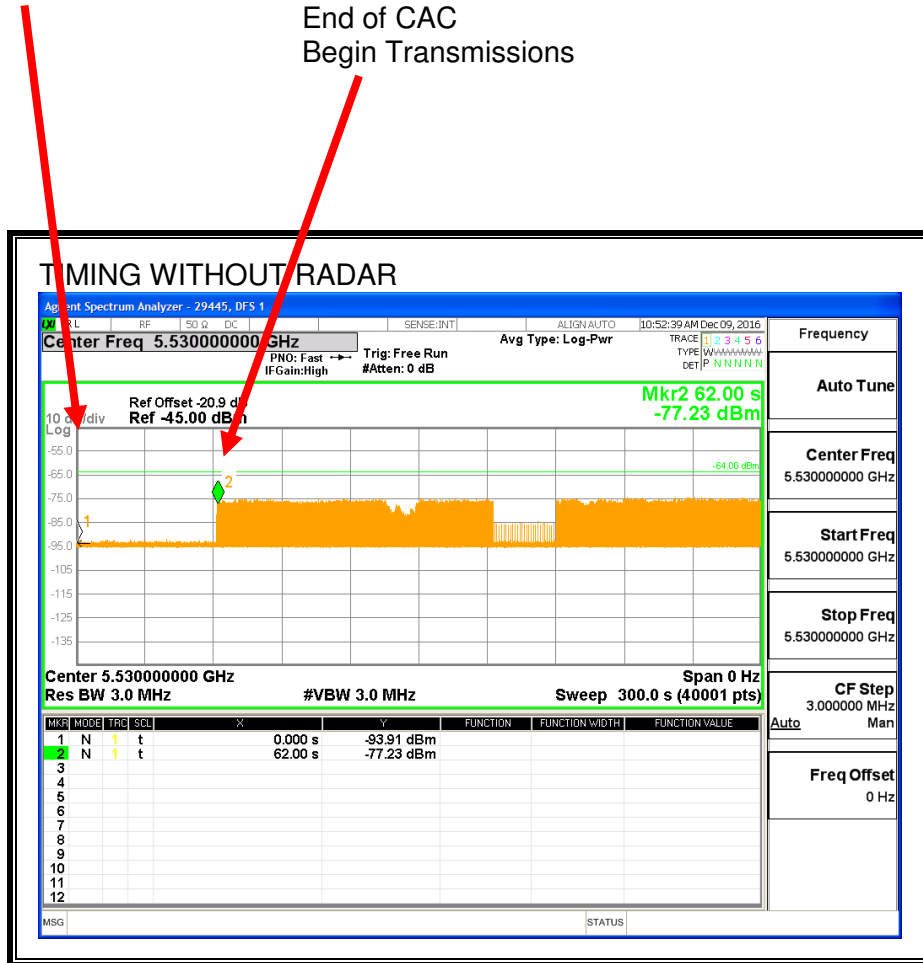 End of CAC
Begin Transmissions
TIMING WITHOUT RADAR
Agilent Spectrum Analyzer - 29445, DFS 1
LXI RL RF 50 Ω DC SENSE:INT ALIGN AUTO 10:52:39 AM Dec 09, 2016
Center Freq 5.530000000 GHz
PNO: Fast
IFGain:High
Trig: Free Run
#Atten: 0 dB
Avg Type: Log-Pwr
TRACE 1 2 3 4 5 6
TYPE
DET P N N N N N
Mkr2 62.00 s
-77.23 dBm
Ref Offset -20.9 dB
10 dB/div Ref -45.00 dBm
Log
-55.0
-65.0
-75.0
-85.0
-95.0
-105
-115
-125
-135
-64.00 dBm
1
2
Center 5.530000000 GHz Span 0 Hz
Res BW 3.0 MHz #VBW 3.0 MHz Sweep 300.0 s (40001 pts)
MKR MODE TRC SCL X Y FUNCTION FUNCTION WIDTH FUNCTION VALUE
1 N 1 t 0.000 s -93.91 dBm
2 N 1 t 62.00 s -77.23 dBm
3
4
5
6
7
8
9
10
11
12
MSG STATUS
Frequency
Auto Tune
Center Freq
5.530000000 GHz
Start Freq
5.530000000 GHz
Stop Freq
5.530000000 GHz
CF Step
3.000000 MHz
Auto Man
Freq Offset
0 Hz